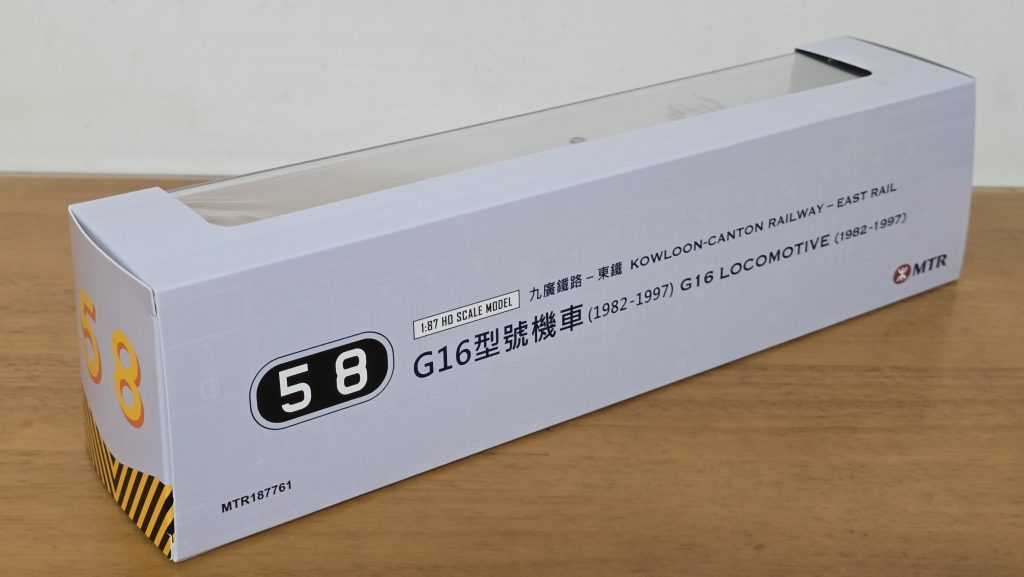 58
1:87 HO SCALE MODEL 九廣鐵路 – 東鐵 KOWLOON-CANTON RAILWAY – EAST RAIL
58 G16型號機車 (1982-1997) G16 LOCOMOTIVE (1982-1997)
MTR
MTR187761